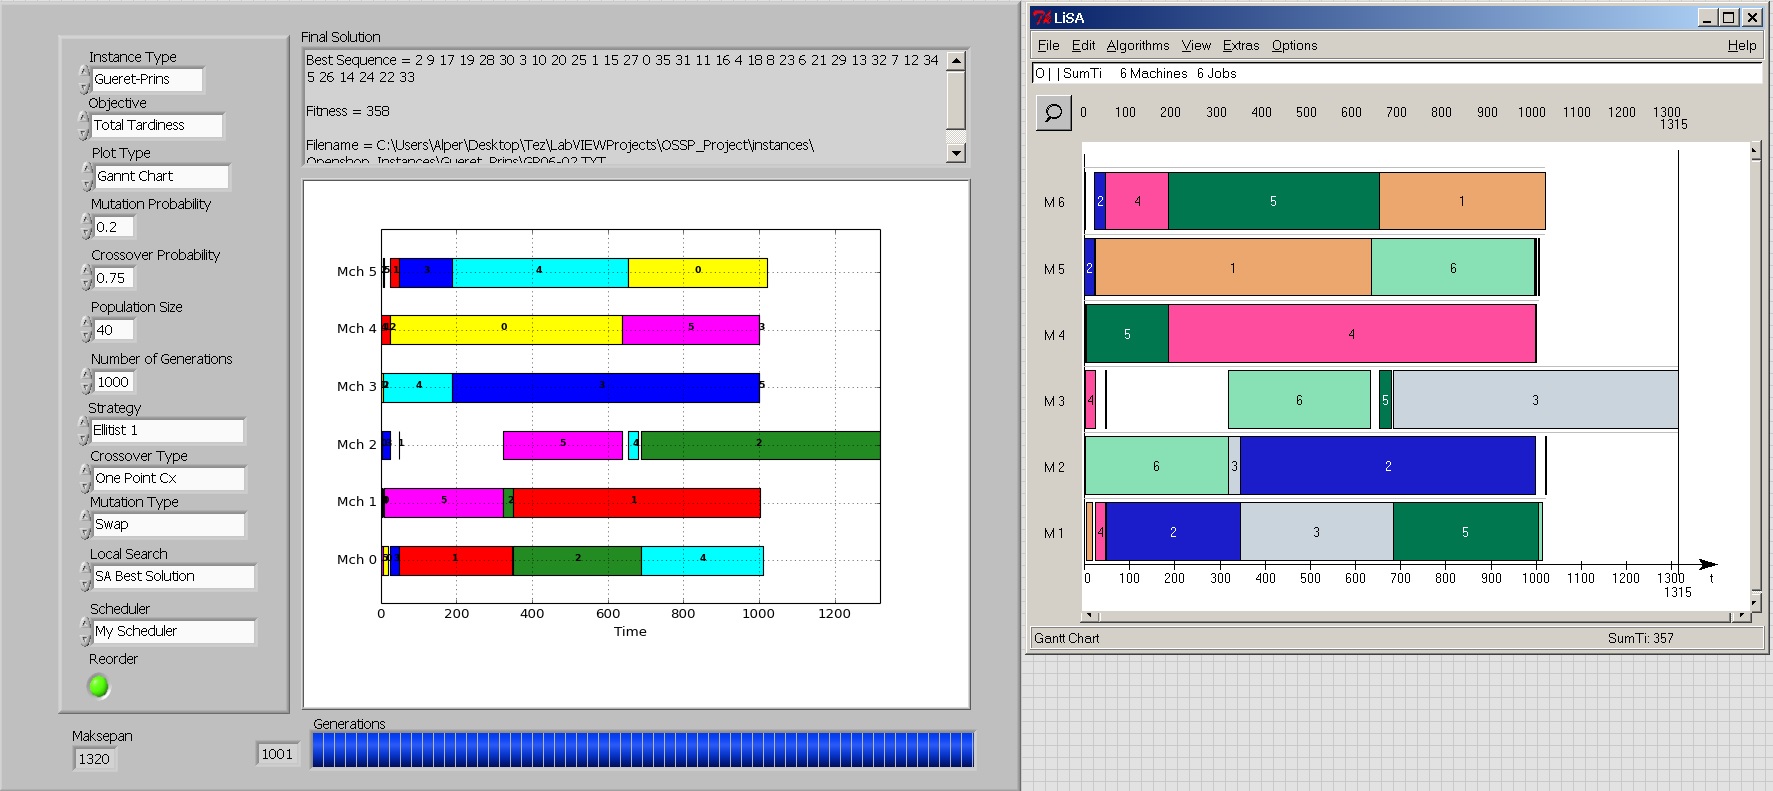 Instance Type
Gueret-Prins
Objective
Total Tardiness
Plot Type
Gannt Chart
Mutation Probability
0.2
Crossover Probability
0.75
Population Size
40
Number of Generations
1000
Strategy
Ellitist 1
Crossover Type
One Point Cx
Mutation Type
Swap
Local Search
SA Best Solution
Scheduler
My Scheduler
Reorder
Maksepan
1320
1001
Final Solution
Best Sequence = 2 9 17 19 28 30 3 10 20 25 1 15 27 0 35 31 11 16 4 18 8 23 6 21 29 13 32 7 12 34
5 26 14 24 22 33
Fitness = 358
Filename = C:\Users\Alper\Desktop\Tez\LabVIEWProjects\OSSP_Project\instances\
Openshop_Instances\Gueret_Prins\GP06-02.TXT
Mch 5 1 3 4 0
Mch 4 2 0 5 3
Mch 3 2 4 3 5
Mch 2 1 5 4 2
Mch 1 5 2 1
Mch 0 1 2 4
0 200 400 600 800 1000 1200
Time
Generations
LiSA
File Edit Algorithms View Extras Options Help
O | | SumTi 6 Machines 6 Jobs
0 100 200 300 400 500 600 700 800 900 1000 1100 1200 1300
1315
M 6 2 4 5 1
M 5 2 1 6
M 4 5 4
M 3 4 6 5 3
M 2 6 3 2
M 1 4 2 3 5
0 100 200 300 400 500 600 700 800 900 1000 1100 1200 1300 t
1315
Gantt Chart SumTi: 357